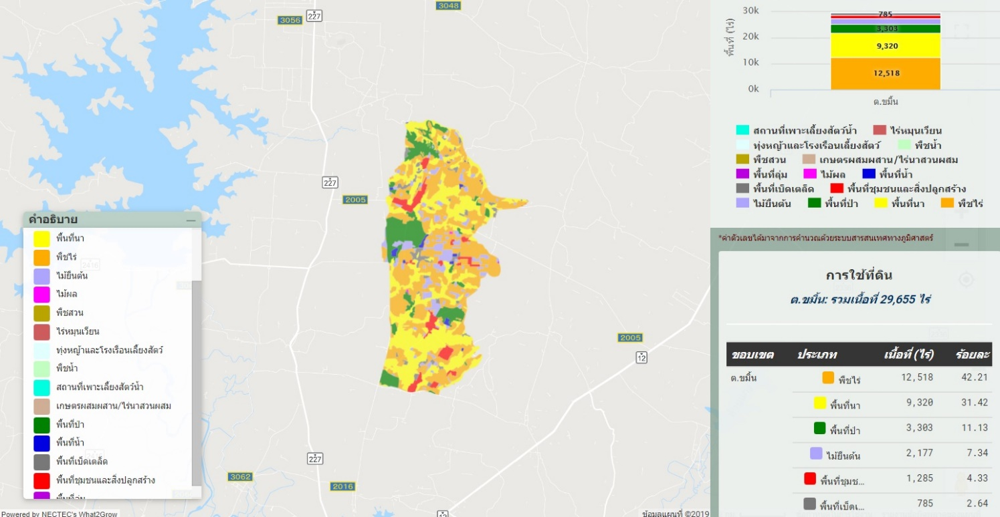 3048
3056
227
227
2005
2005
12
227
3062
2016
12
คำอธิบาย
พื้นที่นา
พืชไร่
ไม้ยืนต้น
ไม้ผล
พืชสวน
ไร่หมุนเวียน
ทุ่งหญ้าและโรงเรือนเลี้ยงสัตว์
พืชน้ำ
สถานที่เพาะเลี้ยงสัตว์น้ำ
เกษตรผสมผสาน/ไร่นาสวนผสม
พื้นที่ป่า
พื้นที่น้ำ
พื้นที่เบ็ดเตล็ด
พื้นที่ชุมชนและสิ่งปลูกสร้าง
พื้นที่ลุ่ม
Powered by NECTEC's What2Grow
ข้อมูลแผนที่ ©2019
พื้นที่ (ไร่)
30k
20k
10k
0k
785
3,303
9,320
12,518
ต.ขมิ้น
สถานที่เพาะเลี้ยงสัตว์น้ำ ไร่หมุนเวียน
ทุ่งหญ้าและโรงเรือนเลี้ยงสัตว์ พืชน้ำ
พืชสวน เกษตรผสมผสาน/ไร่นาสวนผสม
พื้นที่ลุ่ม ไม้ผล พื้นที่น้ำ
พื้นที่เบ็ดเตล็ด พื้นที่ชุมชนและสิ่งปลูกสร้าง
ไม้ยืนต้น พื้นที่ป่า พื้นที่นา พืชไร่
*ค่าตัวเลขได้มาจากการคำนวณด้วยระบบสารสนเทศทางภูมิศาสตร์
การใช้ที่ดิน
ต.ขมิ้น: รวมเนื้อที่ 29,655 ไร่
ขอบเขต ประเภท เนื้อที่ (ไร่) ร้อยละ
ต.ขมิ้น พืชไร่ 12,518 42.21
พื้นที่นา 9,320 31.42
พื้นที่ป่า 3,303 11.13
ไม้ยืนต้น 2,177 7.34
พื้นที่ชุมช... 1,285 4.33
พื้นที่เบ็ดเ... 785 2.64